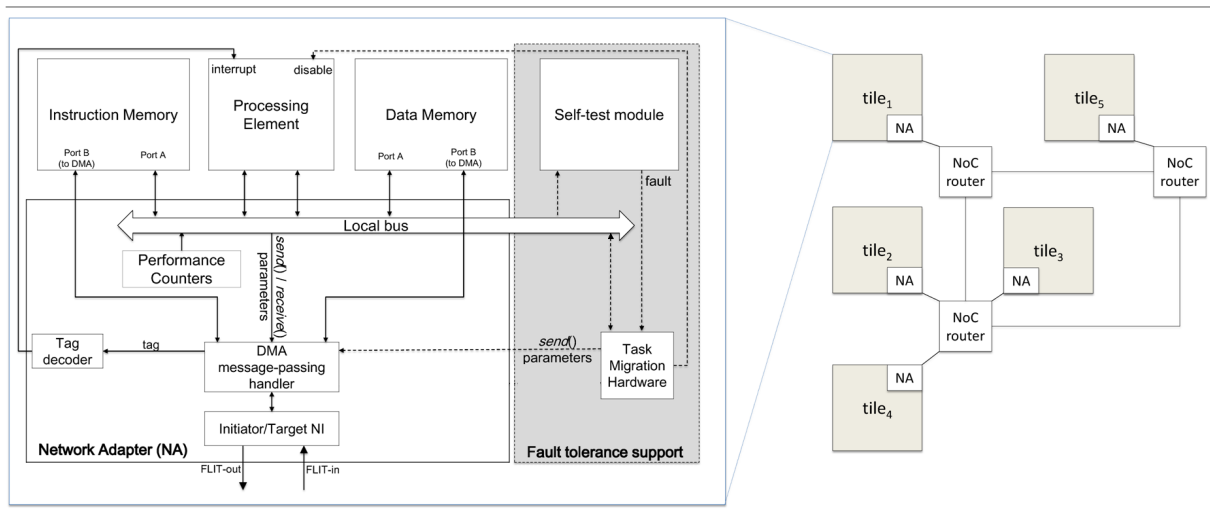 interrupt
disable
Instruction Memory
Port B
(to DMA)
Port A
Processing
Element
Data Memory
Port A
Port B
(to DMA)
Self-test module
fault
Local bus
Performance
Counters
send() / receive()
parameters
Tag
decoder
tag
DMA
message-passing
handler
send()
parameters
Task
Migration
Hardware
Initiator/Target NI
Network Adapter (NA)
Fault tolerance support
FLIT-out
FLIT-in
tile1
NA
tile5
NA
NoC
router
NoC
router
tile2
NA
tile3
NA
NoC
router
NA
tile4